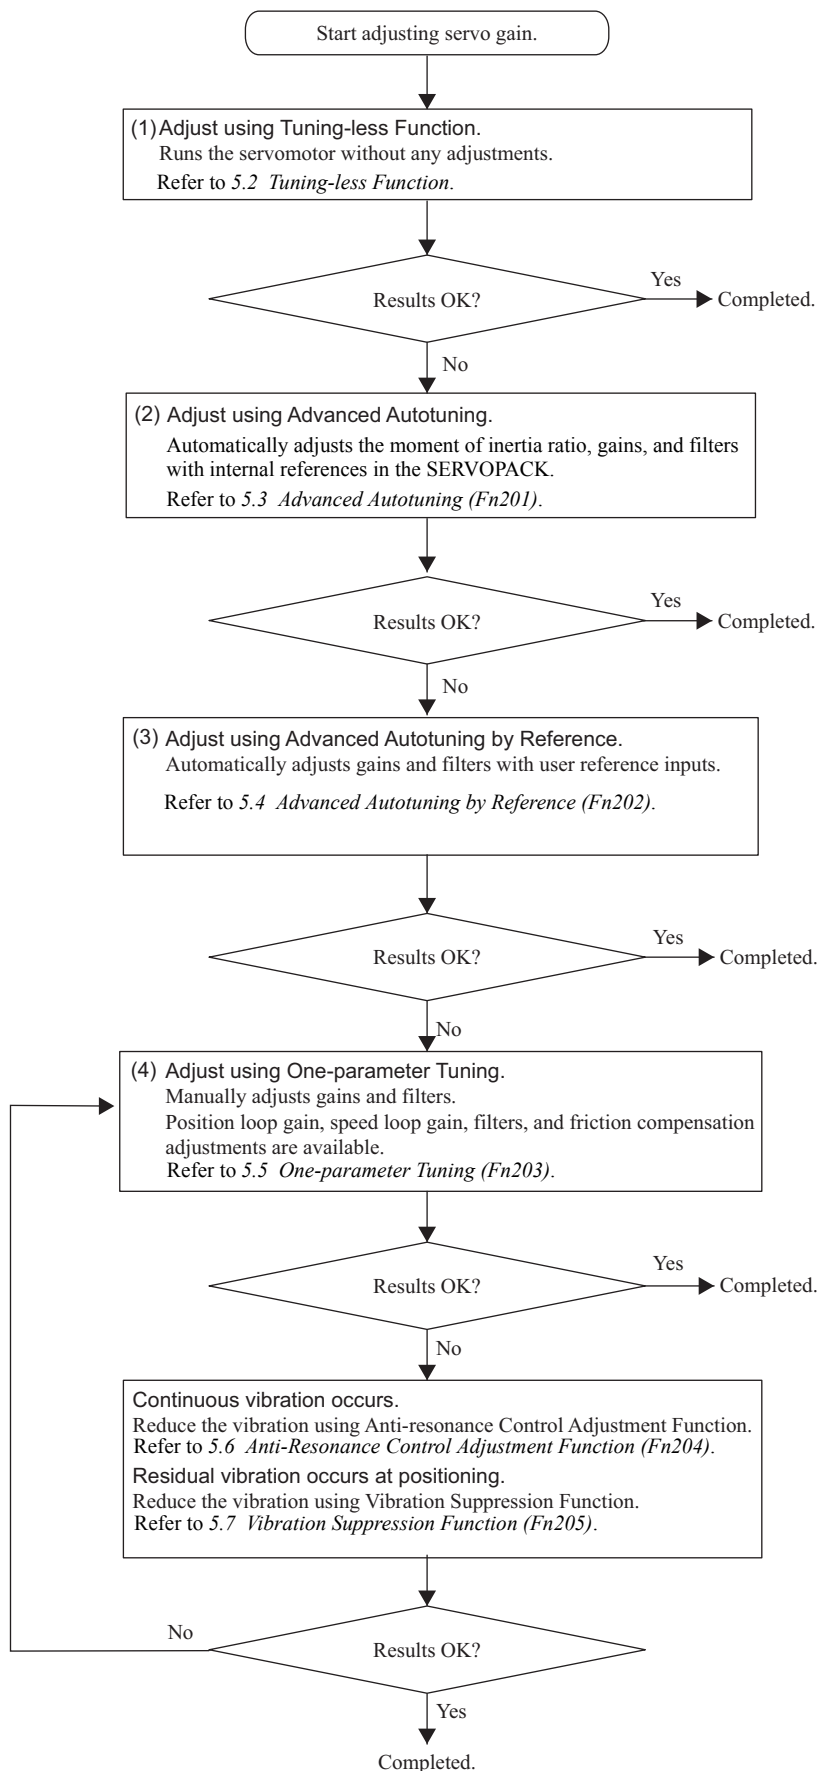 Start adjusting servo gain.
(1) Adjust using Tuning-less Function.
Runs the servomotor without any adjustments.
Refer to 5.2 Tuning-less Function.
Results OK?
Yes
Completed.
No
(2) Adjust using Advanced Autotuning.
Automatically adjusts the moment of inertia ratio, gains, and filters
with internal references in the SERVOPACK.
Refer to 5.3 Advanced Autotuning (Fn201).
Results OK?
Yes
Completed.
No
(3) Adjust using Advanced Autotuning by Reference.
Automatically adjusts gains and filters with user reference inputs.
Refer to 5.4 Advanced Autotuning by Reference (Fn202).
Results OK?
Yes
Completed.
No
(4) Adjust using One-parameter Tuning.
Manually adjusts gains and filters.
Position loop gain, speed loop gain, filters, and friction compensation
adjustments are available.
Refer to 5.5 One-parameter Tuning (Fn203).
Results OK?
Yes
Completed.
No
Continuous vibration occurs.
Reduce the vibration using Anti-resonance Control Adjustment Function.
Refer to 5.6 Anti-Resonance Control Adjustment Function (Fn204).
Residual vibration occurs at positioning.
Reduce the vibration using Vibration Suppression Function.
Refer to 5.7 Vibration Suppression Function (Fn205).
No
Results OK?
Yes
Completed.